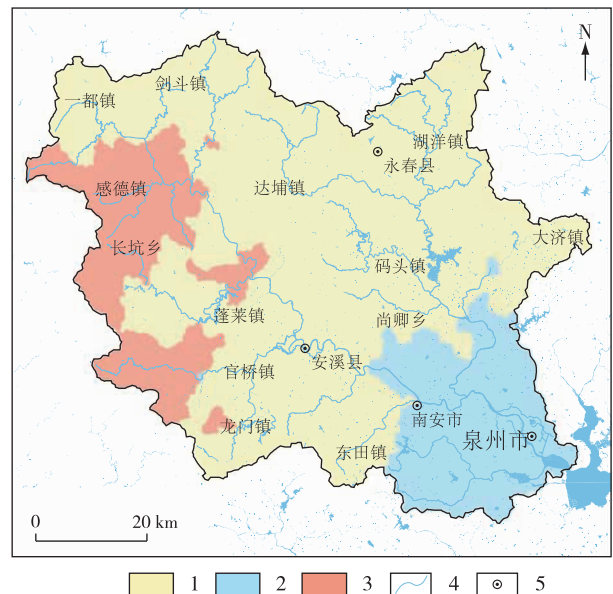 N
剑斗镇
一都镇
湖洋镇
永春县
感德镇
达埔镇
大济镇
长坑乡
码头镇
蓬莱镇
尚卿乡
安溪县
官桥镇
南安市
龙门镇
泉州市
东田镇
0 20 km
1 2 3 4 5